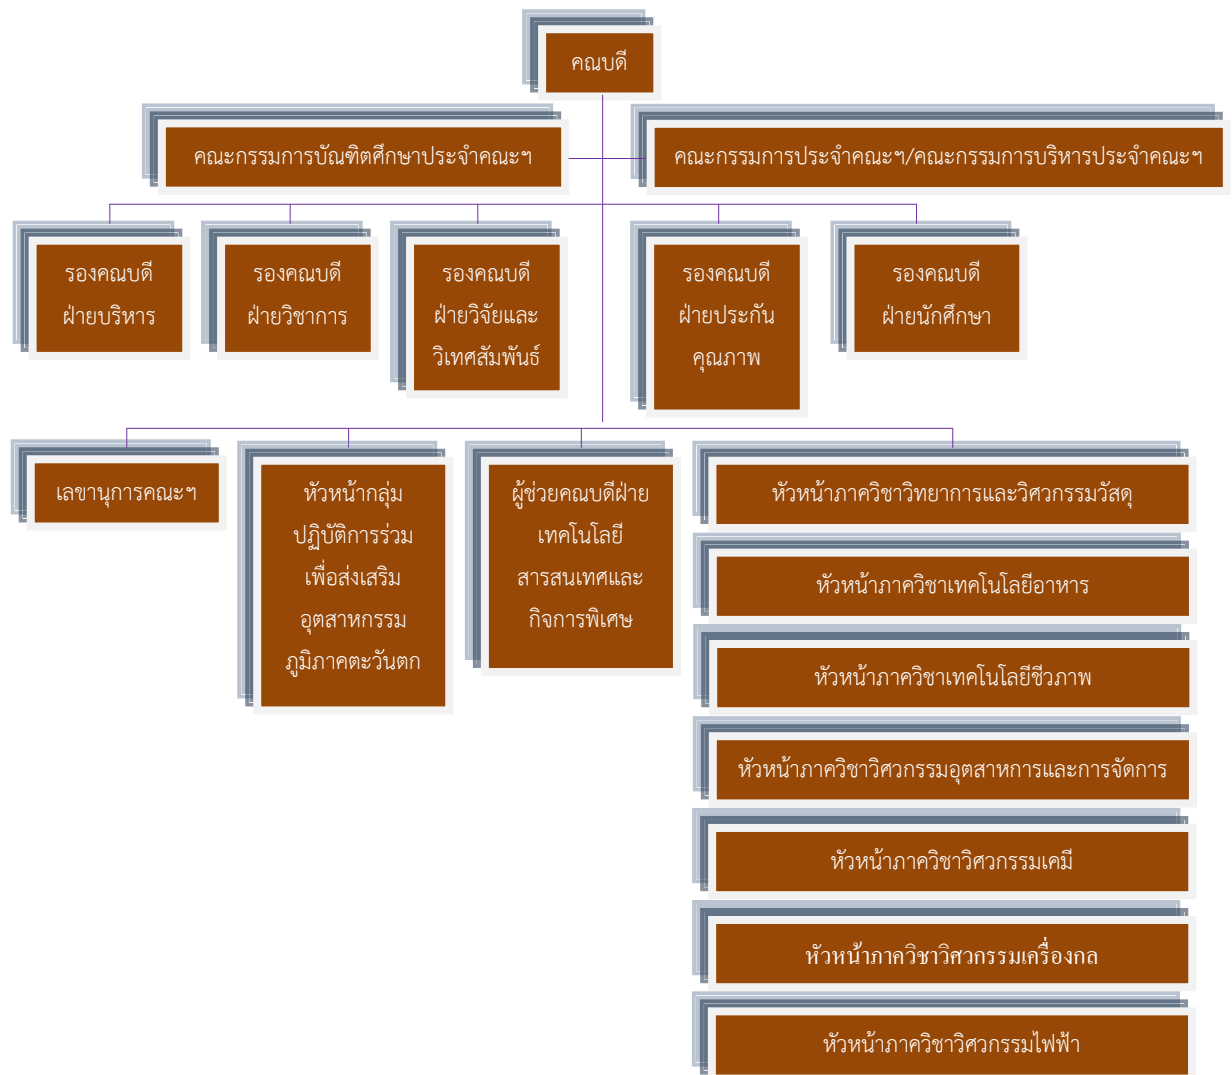 คณบดี
คณะกรรมการบัณฑิตศึกษาประจำคณะฯ
คณะกรรมการประจำคณะฯ/คณะกรรมการบริหารประจำคณะฯ
รองคณบดี
ฝ่ายบริหาร
รองคณบดี
ฝ่ายวิชาการ
รองคณบดี
ฝ่ายวิจัยและ
วิเทศสัมพันธ์
รองคณบดี
ฝ่ายประกัน
คุณภาพ
รองคณบดี
ฝ่ายนักศึกษา
เลขานุการคณะฯ
หัวหน้ากลุ่ม
ปฏิบัติการร่วม
เพื่อส่งเสริม
อุตสาหกรรม
ภูมิภาคตะวันตก
ผู้ช่วยคณบดีฝ่าย
เทคโนโลยี
สารสนเทศและ
กิจการพิเศษ
หัวหน้าภาควิชาวิทยาการและวิศวกรรมวัสดุ
หัวหน้าภาควิชาเทคโนโลยีอาหาร
หัวหน้าภาควิชาเทคโนโลยีชีวภาพ
หัวหน้าภาควิชาวิศวกรรมอุตสาหการและการจัดการ
หัวหน้าภาควิชาวิศวกรรมเคมี
หัวหน้าภาควิชาวิศวกรรมเครื่องกล
หัวหน้าภาควิชาวิศวกรรมไฟฟ้า